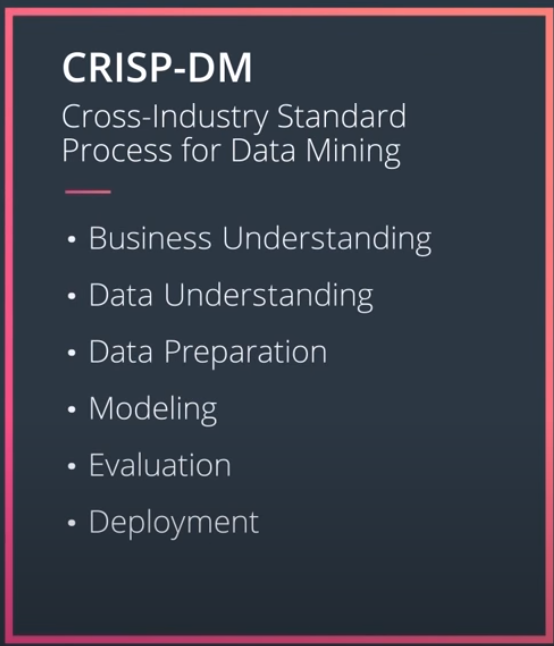 CRISP-DM
Cross-Industry Standard
Process for Data Mining
• Business Understanding
• Data Understanding
• Data Preparation
• Modeling
• Evaluation
• Deployment